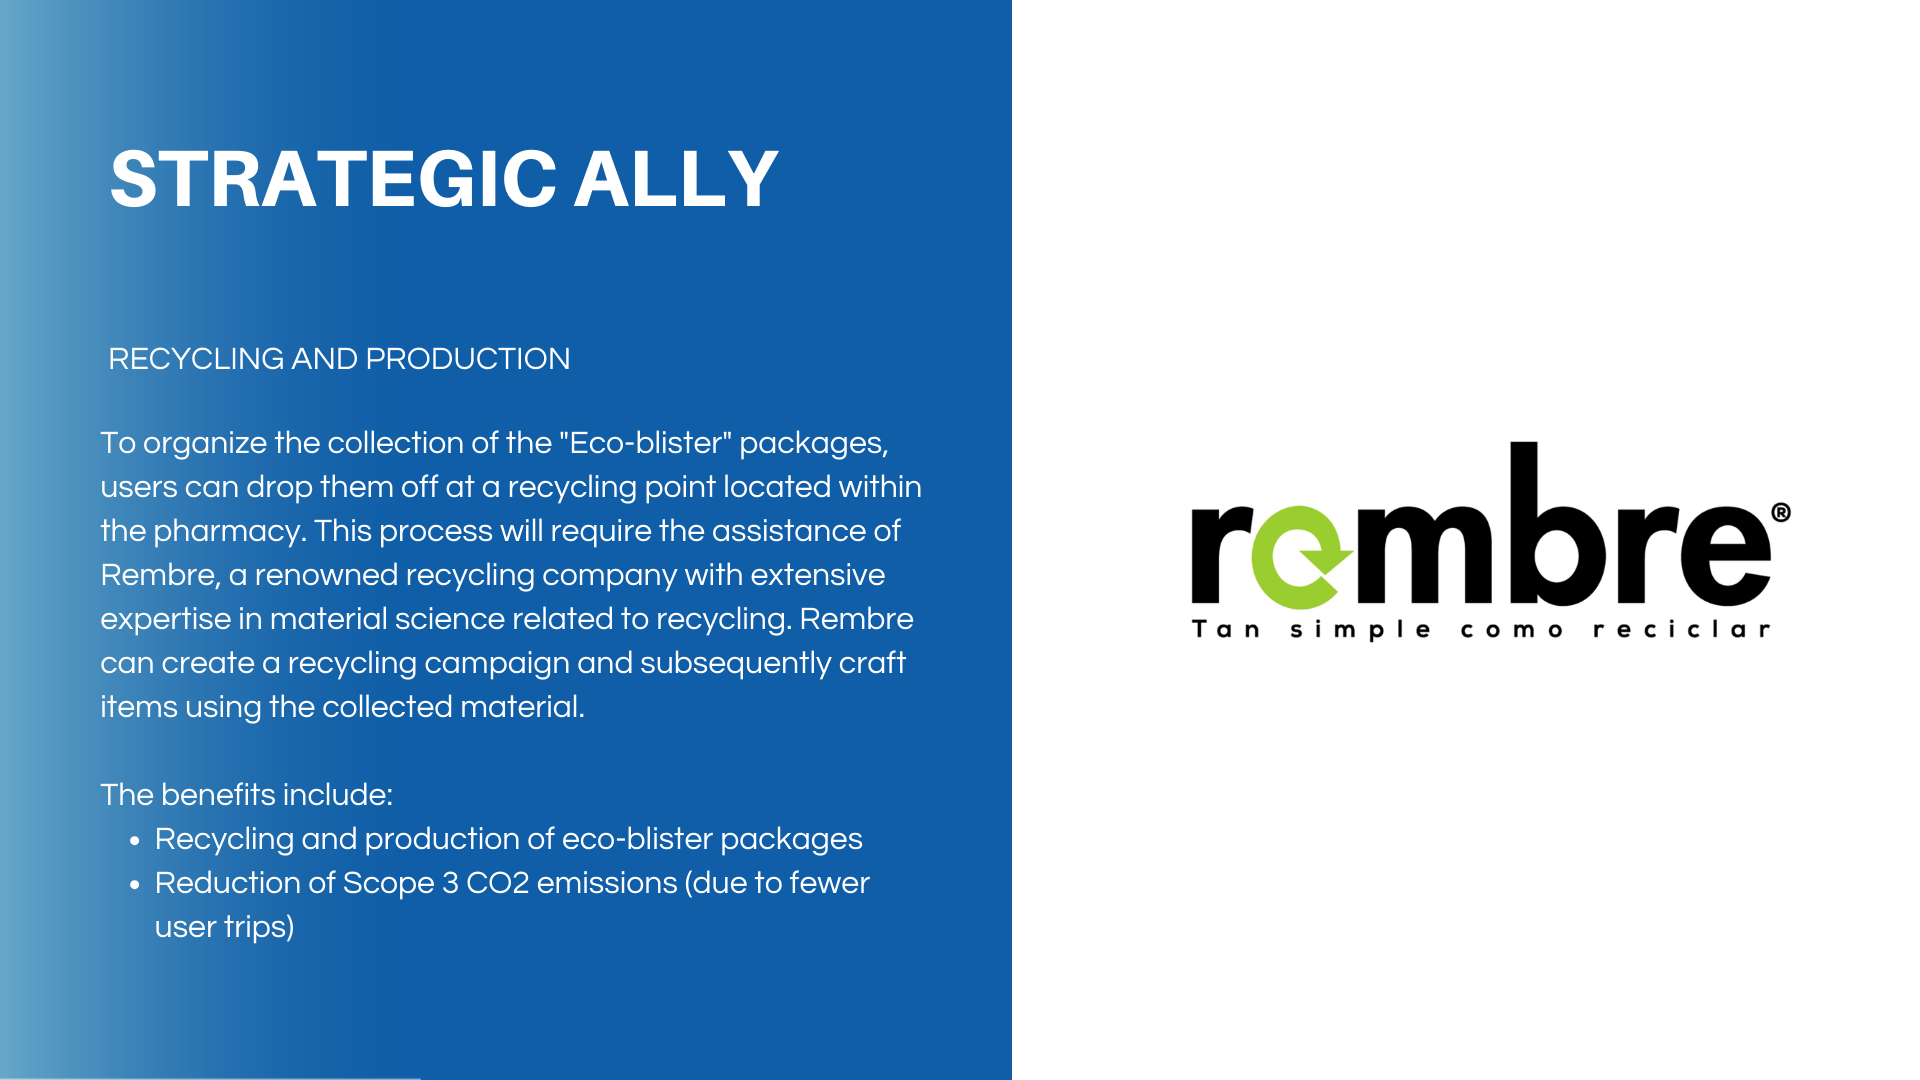 STRATEGIC ALLY
RECYCLING AND PRODUCTION
To organize the collection of the "Eco-blister" packages,
users can drop them off at a recycling point located within
the pharmacy. This process will require the assistance of
Rembre, a renowned recycling company with extensive
expertise in material science related to recycling. Rembre
can create a recycling campaign and subsequently craft
items using the collected material.
The benefits include:
• Recycling and production of eco-blister packages
• Reduction of Scope 3 CO2 emissions (due to fewer
user trips)
rembre®
Tan simple como reciclar